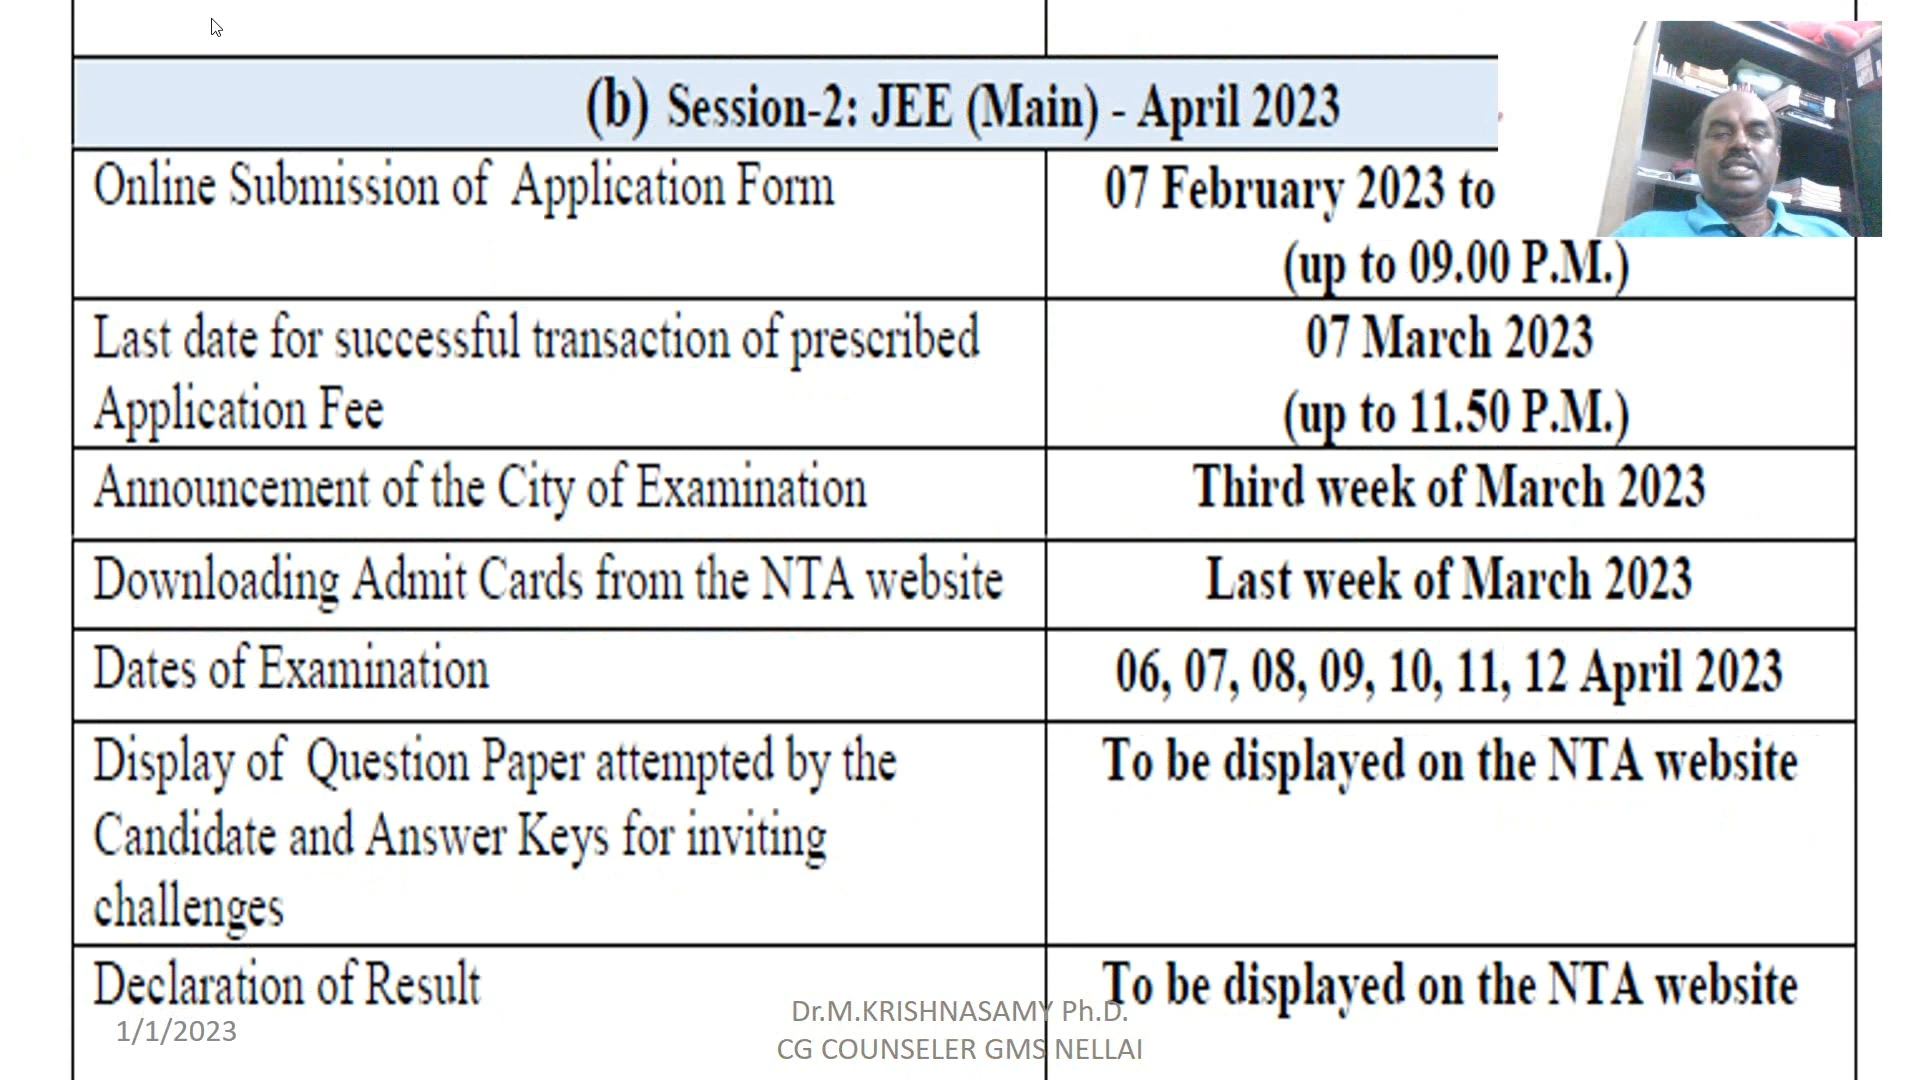 (b) Session-2: JEE (Main) - April 2023
Online Submission of Application Form
07 February 2023 to
(up to 09.00 P.M.)
Last date for successful transaction of prescribed
Application Fee
07 March 2023
(up to 11.50 P.M.)
Announcement of the City of Examination
Third week of March 2023
Downloading Admit Cards from the NTA website
Last week of March 2023
Dates of Examination
06, 07, 08, 09, 10, 11, 12 April 2023
Display of Question Paper attempted by the
Candidate and Answer Keys for inviting
challenges
To be displayed on the NTA website
Declaration of Result
To be displayed on the NTA website
1/1/2023
Dr.M.KRISHNASAMY Ph.D.
CG COUNSELER GMS NELLAI